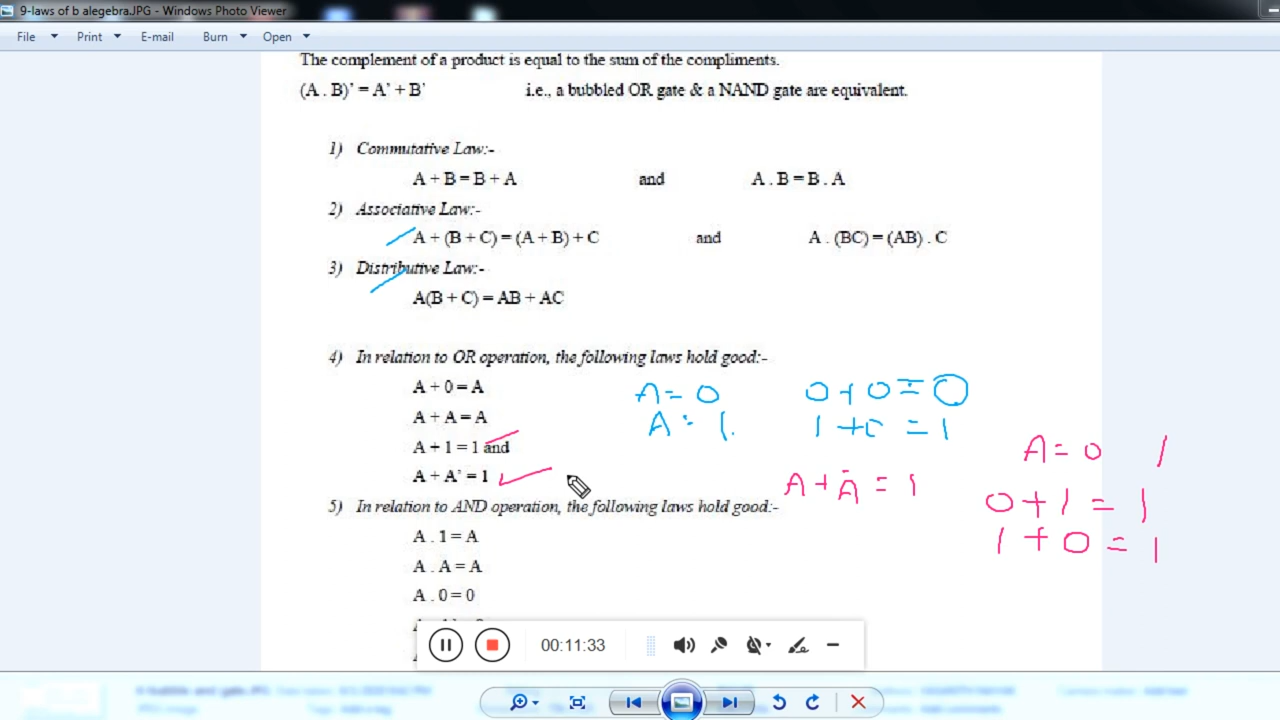 9-laws of b alegebra.JPG - Windows Photo Viewer
File Print E-mail Burn Open
The complement of a product is equal to the sum of the compliments.
(A . B)’ = A’ + B’ i.e., a bubbled OR gate & a NAND gate are equivalent.
1) Commutative Law:-
A + B = B + A and A . B = B . A
2) Associative Law:-
A + (B + C) = (A + B) + C and A . (BC) = (AB) . C
3) Distributive Law:-
A(B + C) = AB + AC
4) In relation to OR operation, the following laws hold good:-
A + 0 = A
A = 0 0 + 0 = 0
A + A = A
A = 1. 1 + 0 = 1
A + 1 = 1 and
A = 0 1
A + A’ = 1
A + Ā = 1
0 + 1 = 1
5) In relation to AND operation, the following laws hold good:-
A . 1 = A
1 + 0 = 1
A . A = A
A . 0 = 0
00:11:33